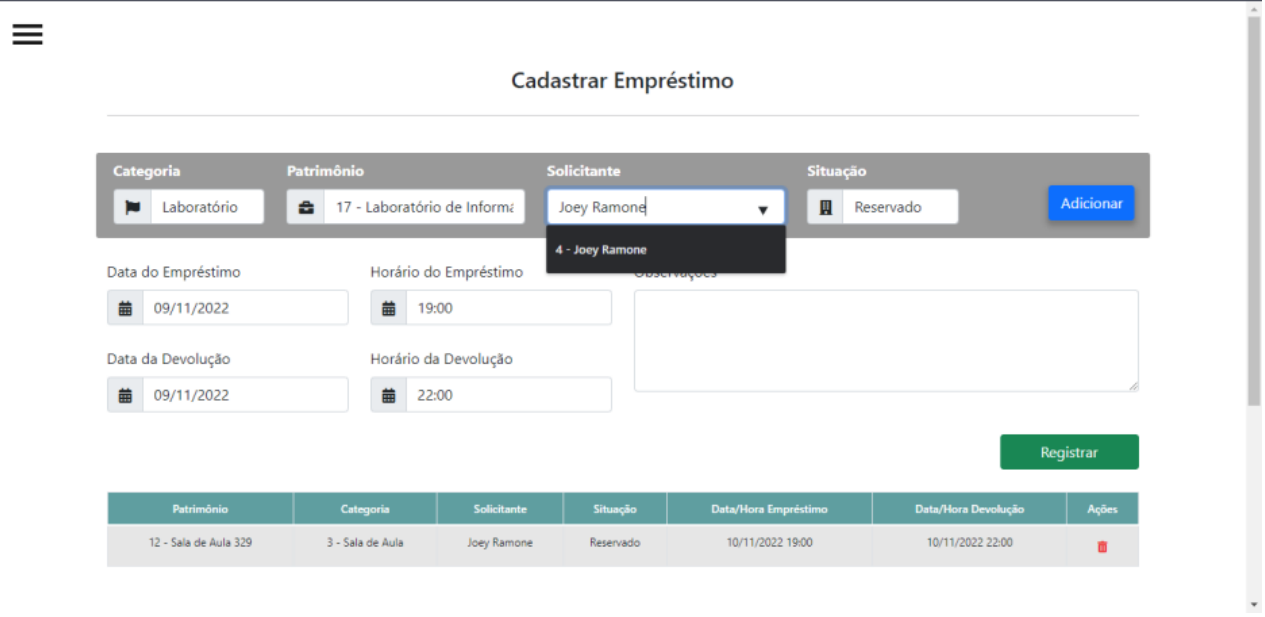 Cadastrar Empréstimo
Categoria Patrimônio Solicitante Situação
Laboratório 17 - Laboratório de Informa Joey Ramone Reservado Adicionar
4 - Joey Ramone
Data do Empréstimo Horário do Empréstimo Observações
09/11/2022 19:00
Data da Devolução Horário da Devolução
09/11/2022 22:00
Registrar
Patrimônio Categoria Solicitante Situação Data/Hora Empréstimo Data/Hora Devolução Ações
12 - Sala de Aula 329 3 - Sala de Aula Joey Ramone Reservado 10/11/2022 19:00 10/11/2022 22:00